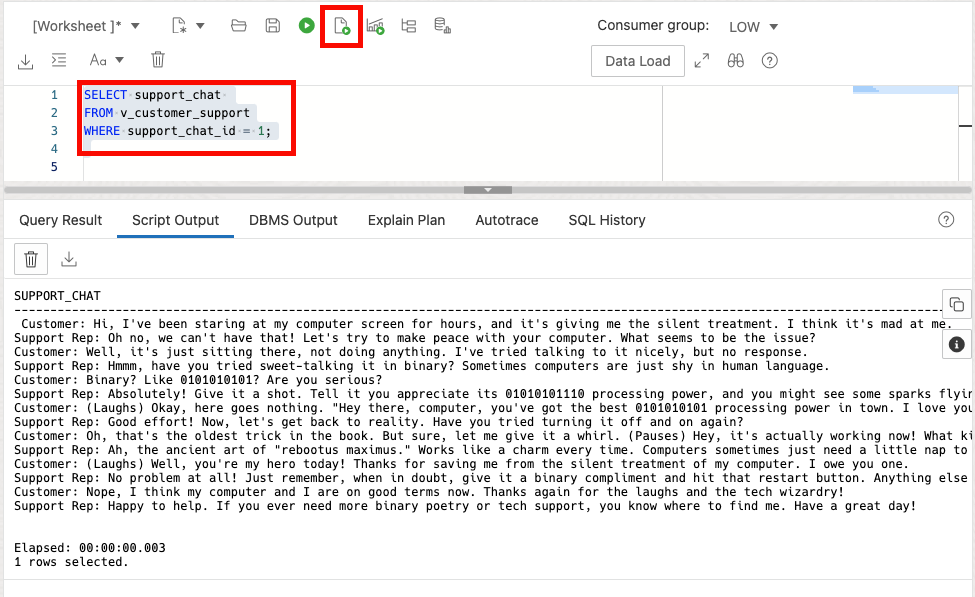 [Worksheet ]*
Consumer group: LOW
Aa
Data Load
1 SELECT support_chat
2 FROM v_customer_support
3 WHERE support_chat_id = 1;
4
5
Query Result Script Output DBMS Output Explain Plan Autotrace SQL History
SUPPORT_CHAT
--------------------------------------------------------------------------------
Customer: Hi, I've been staring at my computer screen for hours, and it's giving me the silent treatment. I think it's mad at me.
Support Rep: Oh no, we can't have that! Let's try to make peace with your computer. What seems to be the issue?
Customer: Well, it's just sitting there, not doing anything. I've tried talking to it nicely, but no response.
Support Rep: Hmmm, have you tried sweet-talking it in binary? Sometimes computers are just shy in human language.
Customer: Binary? Like 0101010101? Are you serious?
Support Rep: Absolutely! Give it a shot. Tell it you appreciate its 01010101110 processing power, and you might see some sparks flyin
Customer: (Laughs) Okay, here goes nothing. "Hey there, computer, you've got the best 0101010101 processing power in town. I love you
Support Rep: Good effort! Now, let's get back to reality. Have you tried turning it off and on again?
Customer: Oh, that's the oldest trick in the book. But sure, let me give it a whirl. (Pauses) Hey, it's actually working now! What ki
Support Rep: Ah, the ancient art of "rebootus maximus." Works like a charm every time. Computers sometimes just need a little nap to
Customer: (Laughs) Well, you're my hero today! Thanks for saving me from the silent treatment of my computer. I owe you one.
Support Rep: No problem at all! Just remember, when in doubt, give it a binary compliment and hit that restart button. Anything else
Customer: Nope, I think my computer and I are on good terms now. Thanks again for the laughs and the tech wizardry!
Support Rep: Happy to help. If you ever need more binary poetry or tech support, you know where to find me. Have a great day!
Elapsed: 00:00:00.003
1 rows selected.